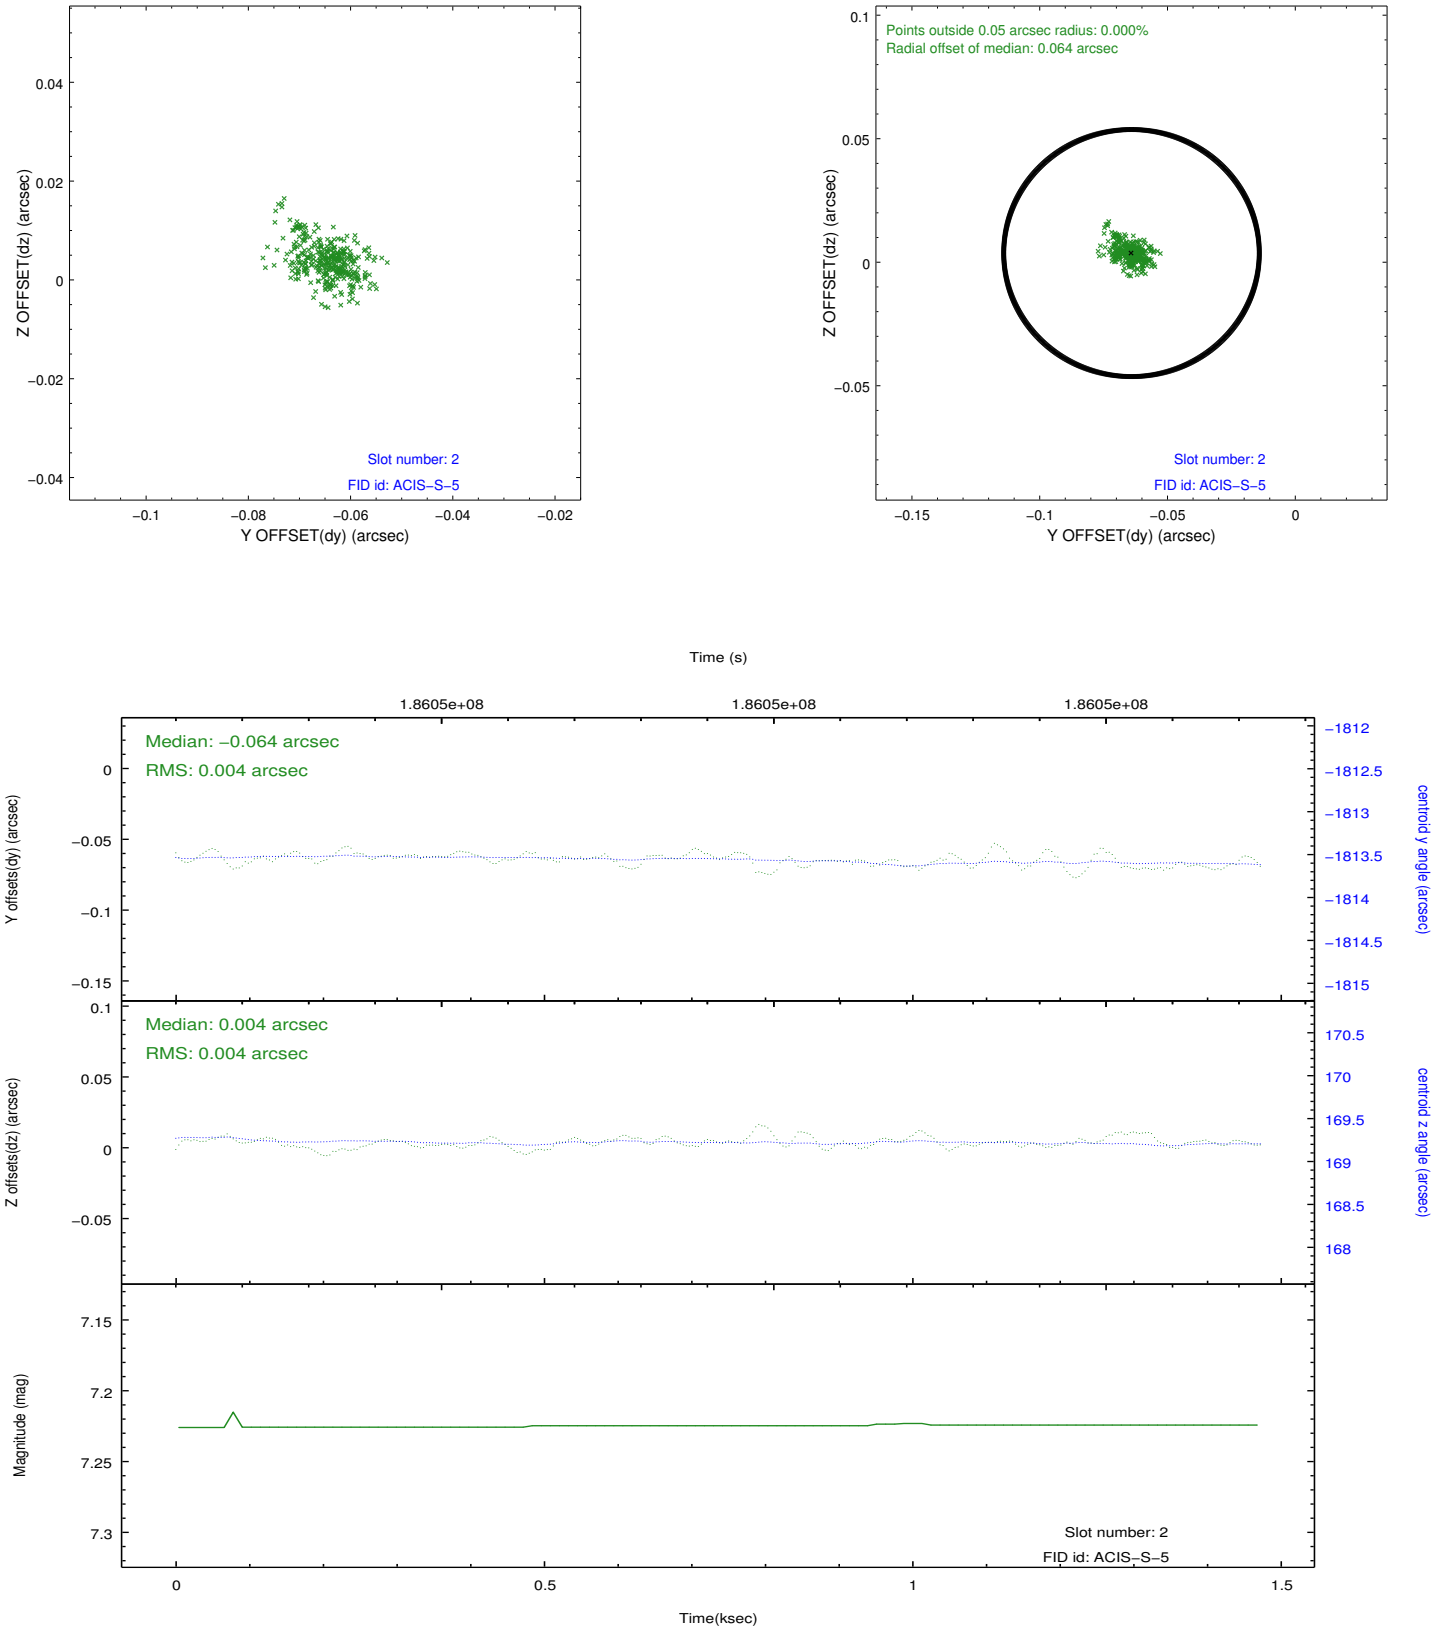 0.04
0.02
0
−0.02
−0.04
Z OFFSET(dz) (arcsec)
Slot number: 2
FID id: ACIS−S−5
−0.1
−0.08
−0.06
−0.04
−0.02
Y OFFSET(dy) (arcsec)
0.1
0.05
0
−0.05
Z OFFSET(dz) (arcsec)
Points outside 0.05 arcsec radius: 0.000%
Radial offset of median: 0.064 arcsec
Slot number: 2
FID id: ACIS−S−5
−0.15
−0.1
−0.05
0
Y OFFSET(dy) (arcsec)
Time (s)
1.8605e+08
1.8605e+08
1.8605e+08
Median: −0.064 arcsec
RMS: 0.004 arcsec
0
−0.05
−0.1
−0.15
Y offsets(dy) (arcsec)
−1812
−1812.5
−1813
−1813.5
−1814
−1814.5
−1815
centroid y angle (arcsec)
Median: 0.004 arcsec
RMS: 0.004 arcsec
0.1
0.05
0
−0.05
Z offsets(dz) (arcsec)
170.5
170
169.5
169
168.5
168
centroid z angle (arcsec)
7.15
7.2
7.25
7.3
Magnitude (mag)
Slot number: 2
FID id: ACIS−S−5
0
0.5
1
1.5
Time(ksec)